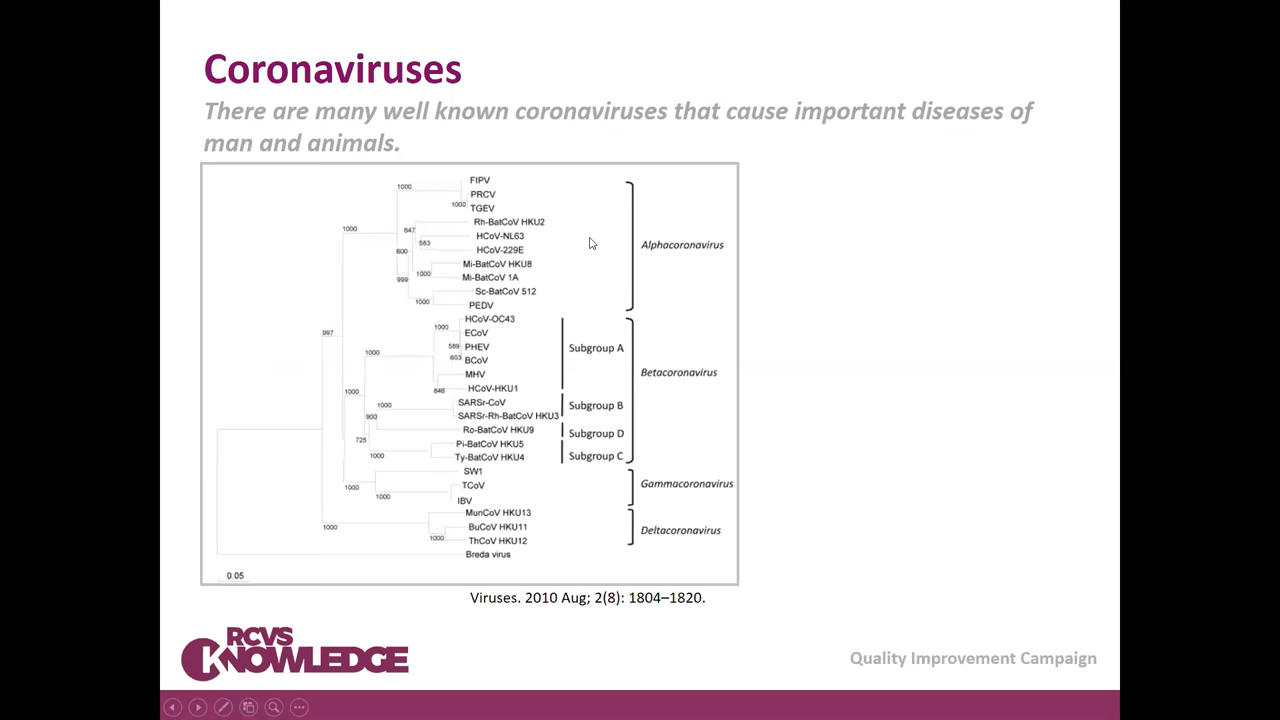 Coronaviruses
There are many well known coronaviruses that cause important diseases of
man and animals.
FIPV
1000
PRCV
1000
TGEV
Rh-BatCoV HKU2
1000
647
HCoV-NL63
583
Alphacoronavirus
600
HCoV-229E
Mi-BatCoV HKU8
1000
999
Mi-BatCoV 1A
Sc-BatCoV 512
1000
PEDV
HCoV-OC43
1000
997
ECoV
589
PHEV
Subgroup A
1000
603
BCoV
MHV
Betacoronavirus
846
HCoV-HKU1
1000
SARSr-CoV
1000
Subgroup B
900
SARSr-Rh-BatCoV HKU3
Ro-BatCoV HKU9
Subgroup D
725
Pi-BatCoV HKU5
1000
Ty-BatCoV HKU4
Subgroup C
SW1
1000
TCoV
Gammacoronavirus
1000
IBV
MunCoV HKU13
1000
BuCoV HKU11
Deltacoronavirus
1000
ThCoV HKU12
Breda virus
0.05
Viruses. 2010 Aug; 2(8): 1804–1820.
RCVS
KNOWLEDGE
Quality Improvement Campaign